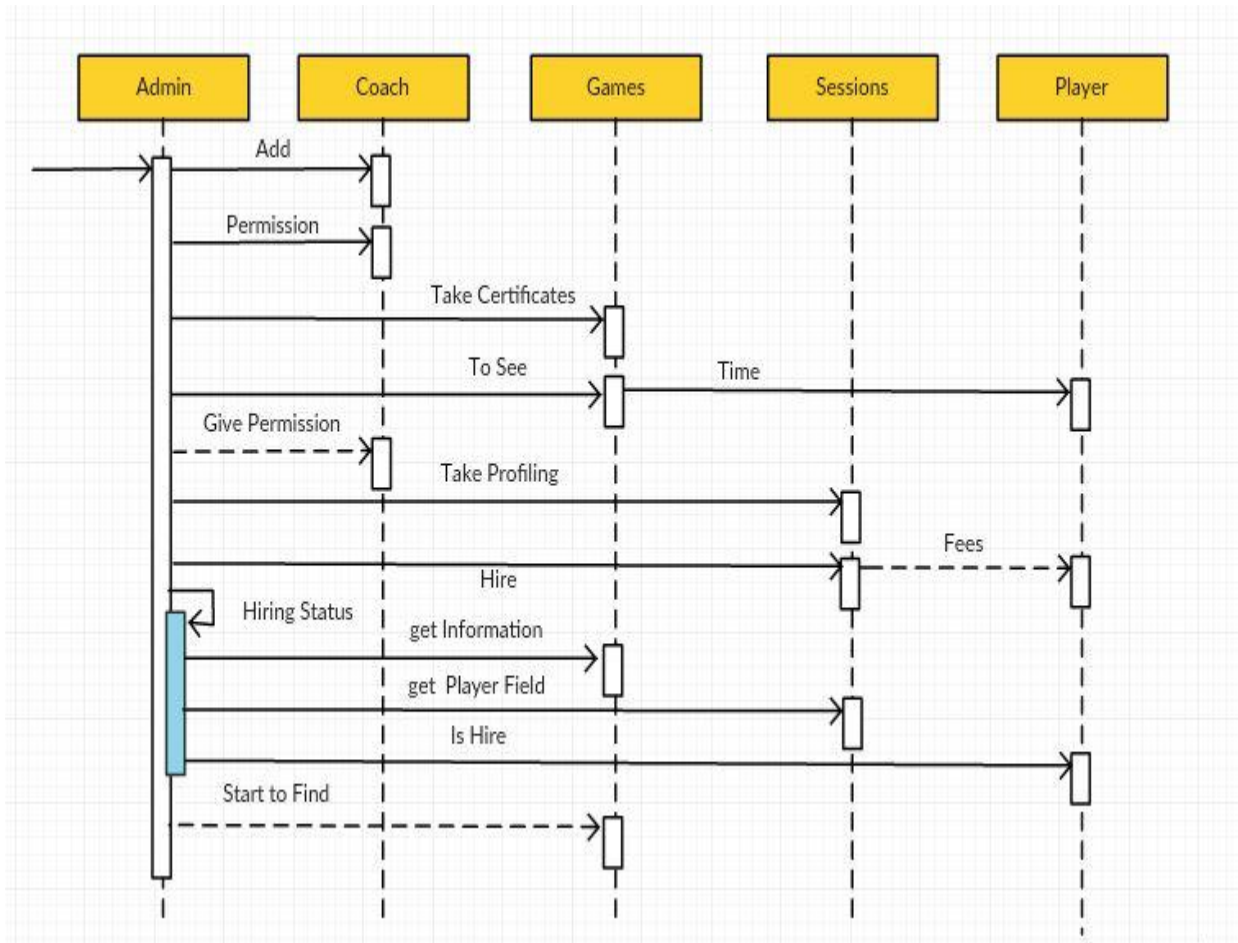 Admin
Coach
Games
Sessions
Player
Add
Permission
Take Certificates
To See
Time
Give Permission
Take Profiling
Fees
Hire
Hiring Status
get Information
get Player Field
Is Hire
Start to Find